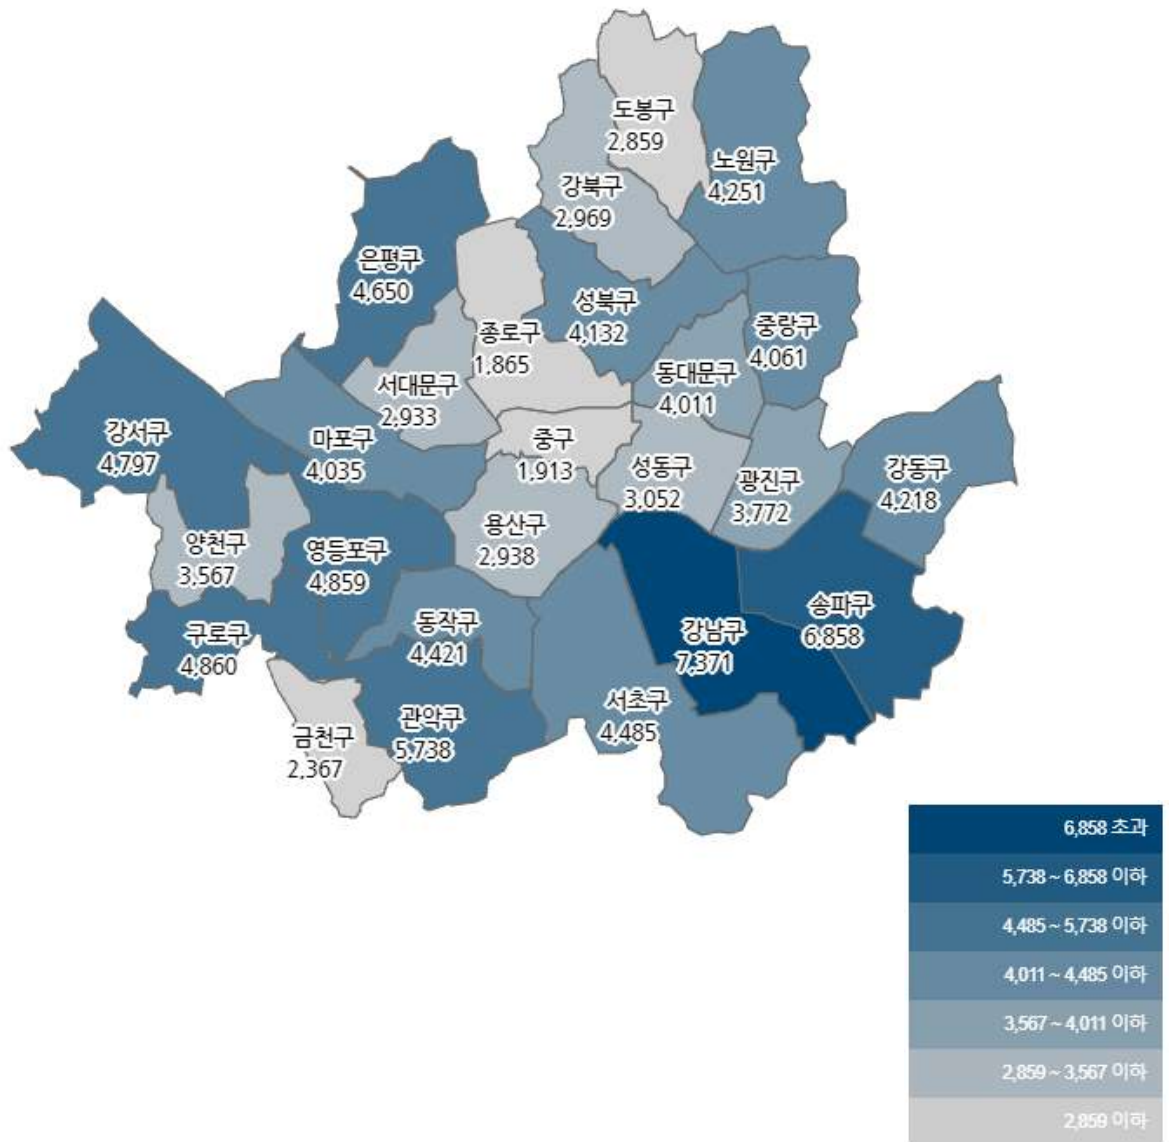 도봉구
2,859
노원구
4,251
강북구
2,969
은평구
4,650
성북구
4,132
종로구
1,865
중랑구
4,061
동대문구
4,011
서대문구
2,933
강서구
4,797
마포구
4,035
중구
1,913
성동구
3,052
광진구
3,772
강동구
4,218
양천구
3,567
영등포구
4,859
용산구
2,938
구로구
4,860
동작구
4,421
강남구
7,371
송파구
6,858
서초구
4,485
관악구
5,738
금천구
2,367
6,858 초과
5,738 ~ 6,858 이하
4,485 ~ 5,738 이하
4,011 ~ 4,485 이하
3,567 ~ 4,011 이하
2,859 ~ 3,567 이하
2,859 이하